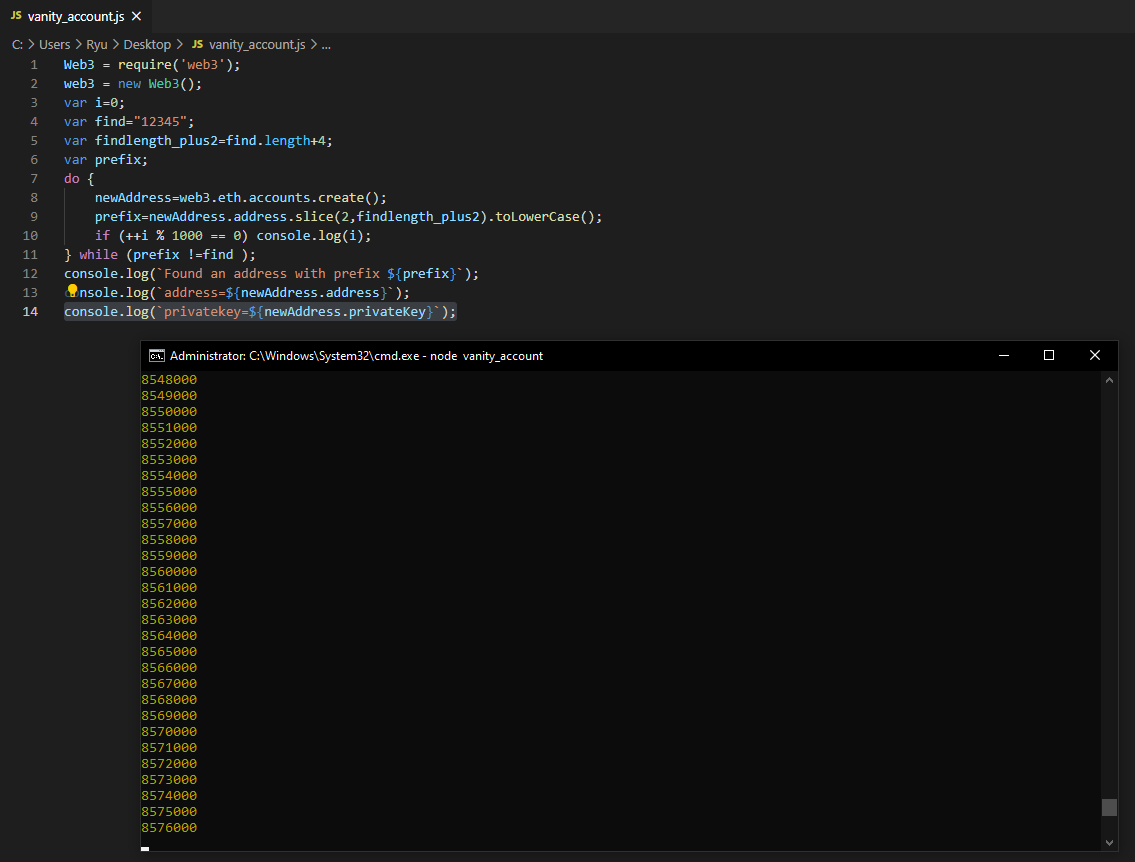 JS vanity_account.js ×
C: > Users > Ryu > Desktop > JS vanity_account.js > ...
1 Web3 = require('web3');
2 web3 = new Web3();
3 var i=0;
4 var find="12345";
5 var findlength_plus2=find.length+4;
6 var prefix;
7 do {
8 newAddress=web3.eth.accounts.create();
9 prefix=newAddress.address.slice(2,findlength_plus2).toLowerCase();
10 if (++i % 1000 == 0) console.log(i);
11 } while (prefix !=find );
12 console.log(`Found an address with prefix ${prefix}`);
13 console.log(`address=${newAddress.address}`);
14 console.log(`privatekey=${newAddress.privateKey}`);
Administrator: C:\Windows\System32\cmd.exe - node vanity_account
8548000
8549000
8550000
8551000
8552000
8553000
8554000
8555000
8556000
8557000
8558000
8559000
8560000
8561000
8562000
8563000
8564000
8565000
8566000
8567000
8568000
8569000
8570000
8571000
8572000
8573000
8574000
8575000
8576000